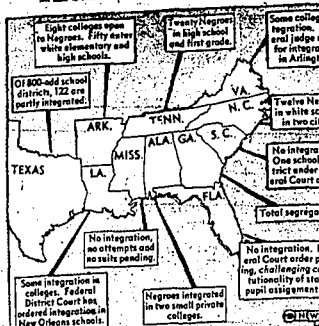 Eight colleges open
to Negroes. Fifty enter
white elementary and
high schools.
Twenty Negroes
in high school
and first grade.
Some colleg
tegration.
eral judge
for integra
in Arlingt
Of 800-odd school
districts, 122 are
partly integrated.
Twelve Ne
in white sc
in two cit
No integra
One school
trict under
eral Court
Total segrega
No integration.
eral Court order p
ing, challenging co
tutionality of sta
pupil assignment
No integration,
no attempts and
no suits pending.
Negroes integrated
in two small private
colleges.
Some integration in
colleges. Federal
District Court has
ordered integration in
New Orleans schools.
TEXAS
ARK.
LA.
MISS.
TENN.
ALA.
GA.
FLA.
S. C.
N. C.
VA.
NEW